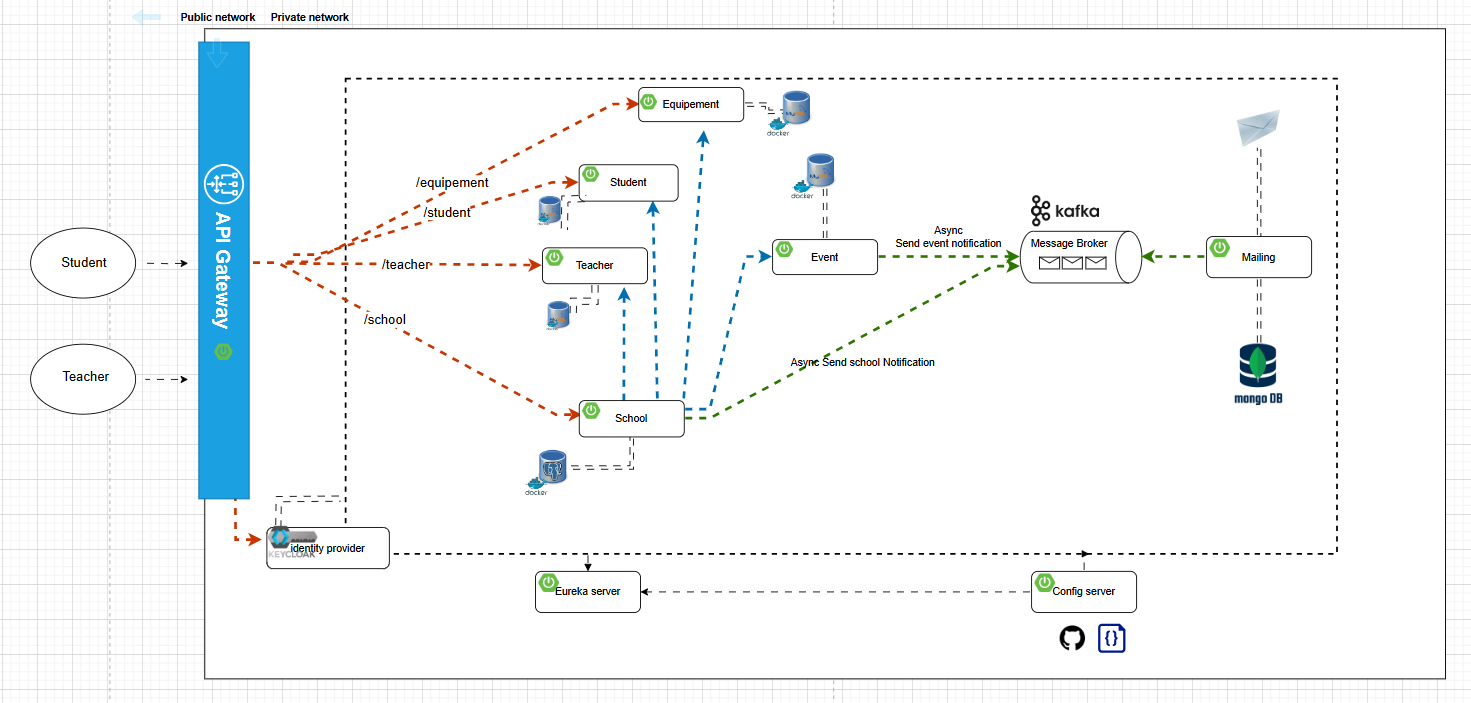 Public network
Private network
Equipement
MySQL
docker
/equipement
Student
MySQL
docker
/student
kafka
Async
Send event notification
Message Broker
Event
Mailing
Student
API Gateway
/teacher
Teacher
/school
Async Send school Notification
Teacher
mongo DB
School
docker
KEYCLOAK
identity provider
Eureka server
Config server
{}